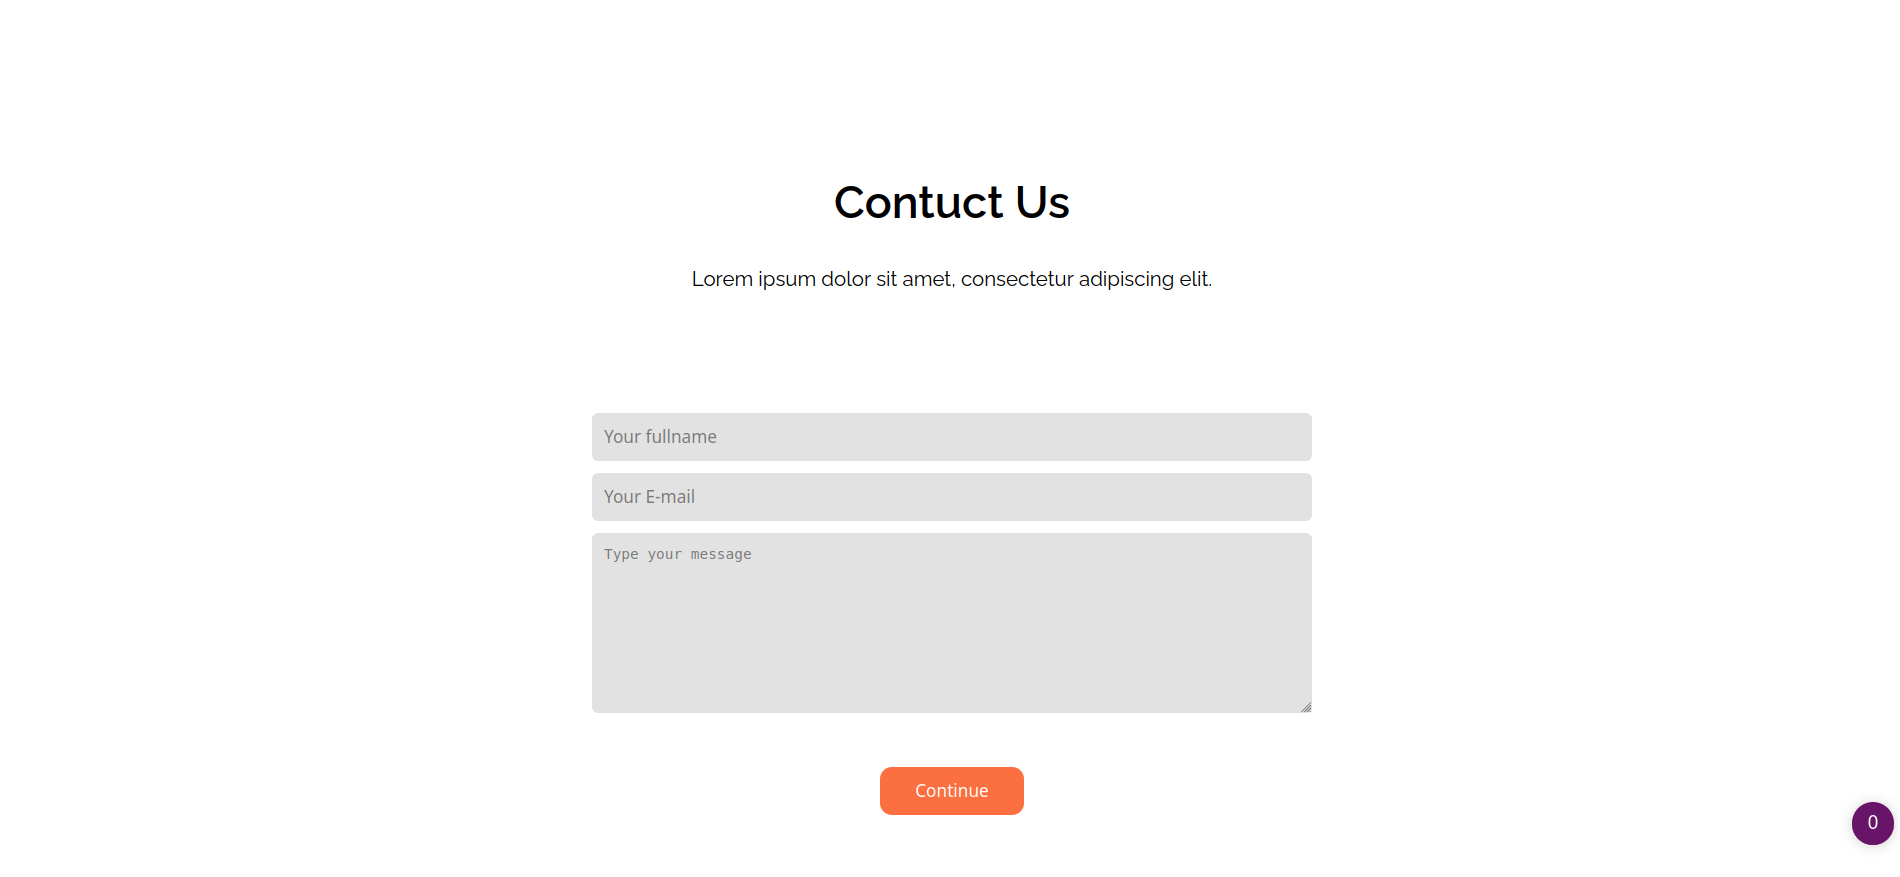 Contuct Us
Lorem ipsum dolor sit amet, consectetur adipiscing elit.
Your fullname
Your E-mail
Type your message
Continue
0